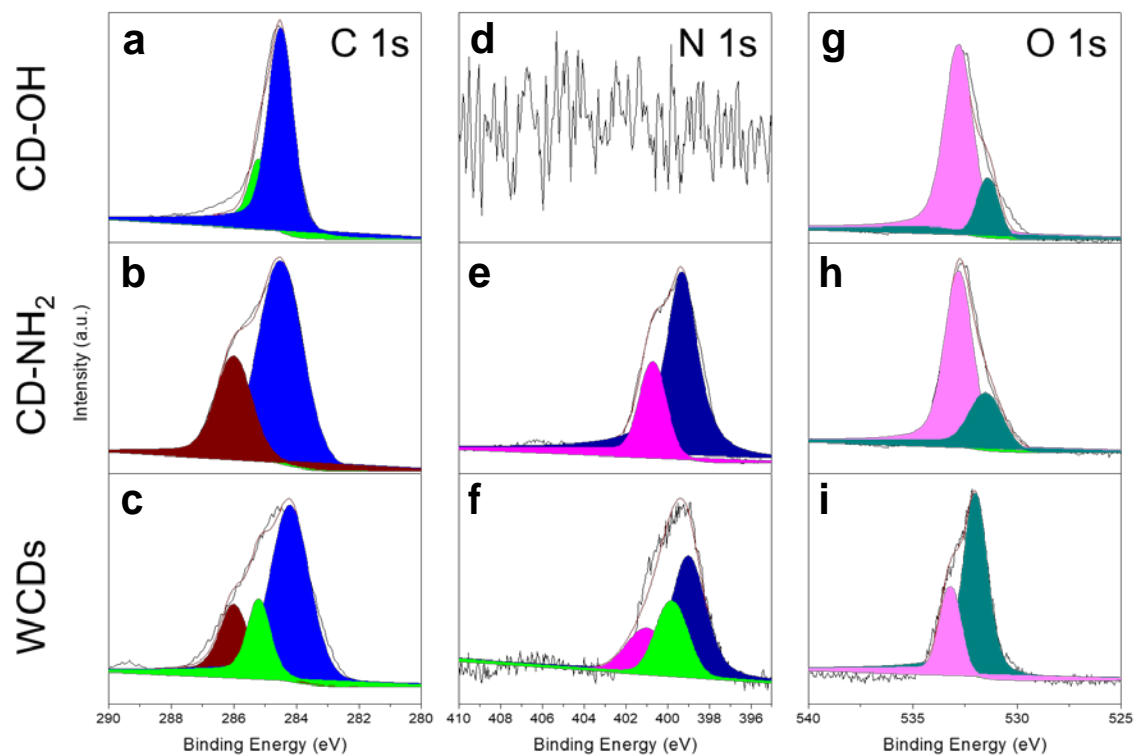 a
C 1s
d
N 1s
g
O 1s
CD-OH
b
e
h
CD-NH₂
Intensity (a.u.)
c
f
i
WCDs
290 288 286 284 282 280
410 408 406 404 402 400 398 396
540 535 530 525
Binding Energy (eV)
Binding Energy (eV)
Binding Energy (eV)